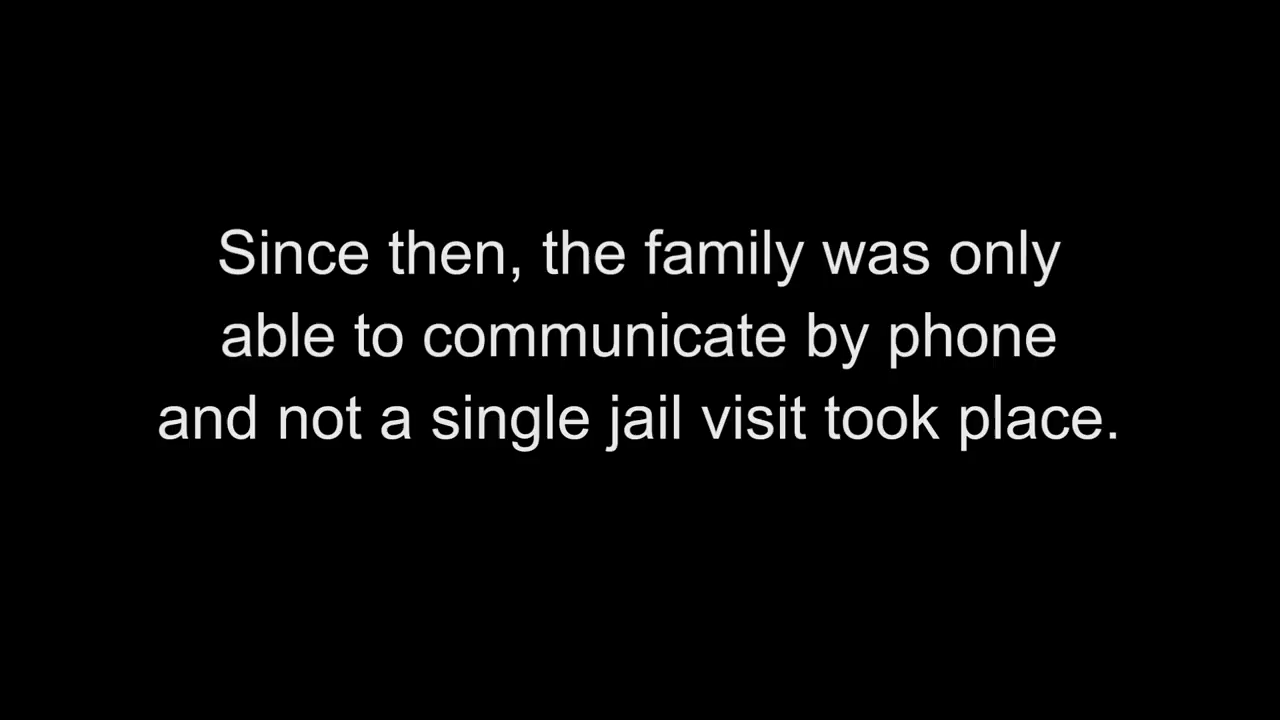 Since then, the family was only
able to communicate by phone
and not a single jail visit took place.